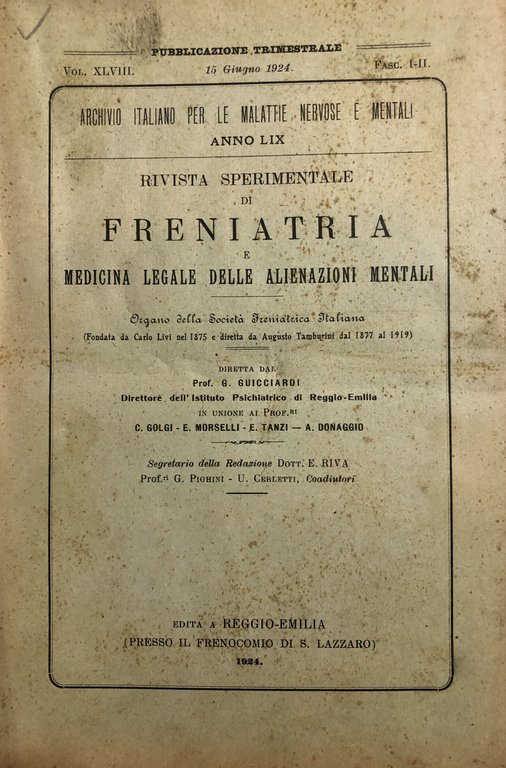 PUBBLICAZIONE TRIMESTRALE
VOL. XLVIII. 15 Giugno 1924. FASC. I-II.
ARCHIVIO ITALIANO PER LE MALATTIE NERVOSE E MENTALI
ANNO LIX
RIVISTA SPERIMENTALE
DI
FRENIATRIA
E
MEDICINA LEGALE DELLE ALIENAZIONI MENTALI
Organo della Società Freniatrica Italiana
(Fondata da Carlo Livi nel 1875 e diretta da Augusto Tamburini dal 1877 al 1919)
DIRETTA DAL
Prof. G. GUICCIARDI
Direttore dell'Istituto Psichiatrico di Reggio-Emilia
IN UNIONE AI PROF.RI
C. GOLGI - E. MORSELLI - E. TANZI — A. DONAGGIO
Segretario della Redazione DOTT. E. RIVA
Prof.ri G. PIGHINI - U. CERLETTI, Coadiutori
EDITA A REGGIO-EMILIA
(PRESSO IL FRENOCOMIO DI S. LAZZARO)
1924.